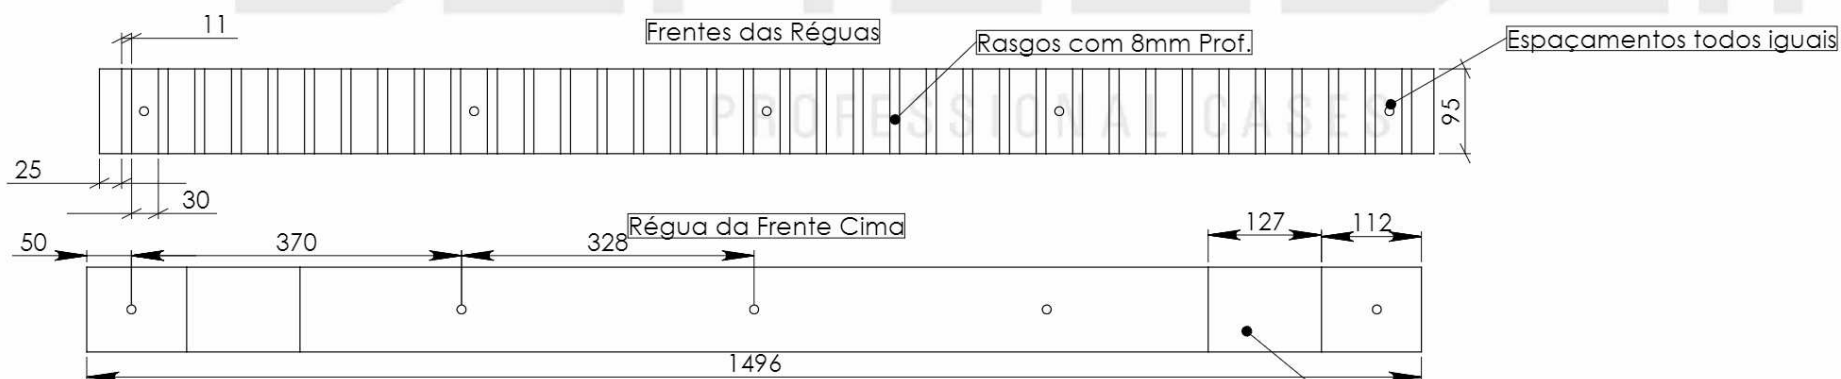 11
Frentes das Réguas
Rasgos com 8mm Prof.
Espaçamentos todos iguais
95
PROFESSIONAL CASES
25
30
Régua da Frente Cima
50
370
328
127
112
1496